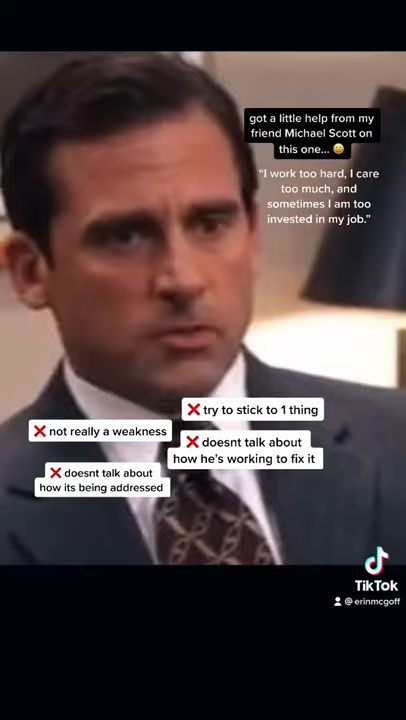 got a little help from my
friend Michael Scott on
this one... 😄
“I work too hard, I care
too much, and
sometimes I am too
invested in my job.”
❌ try to stick to 1 thing
❌ not really a weakness
❌ doesnt talk about
how he's working to fix it
❌ doesnt talk about
how its being addressed
TikTok
@erinmcgoff